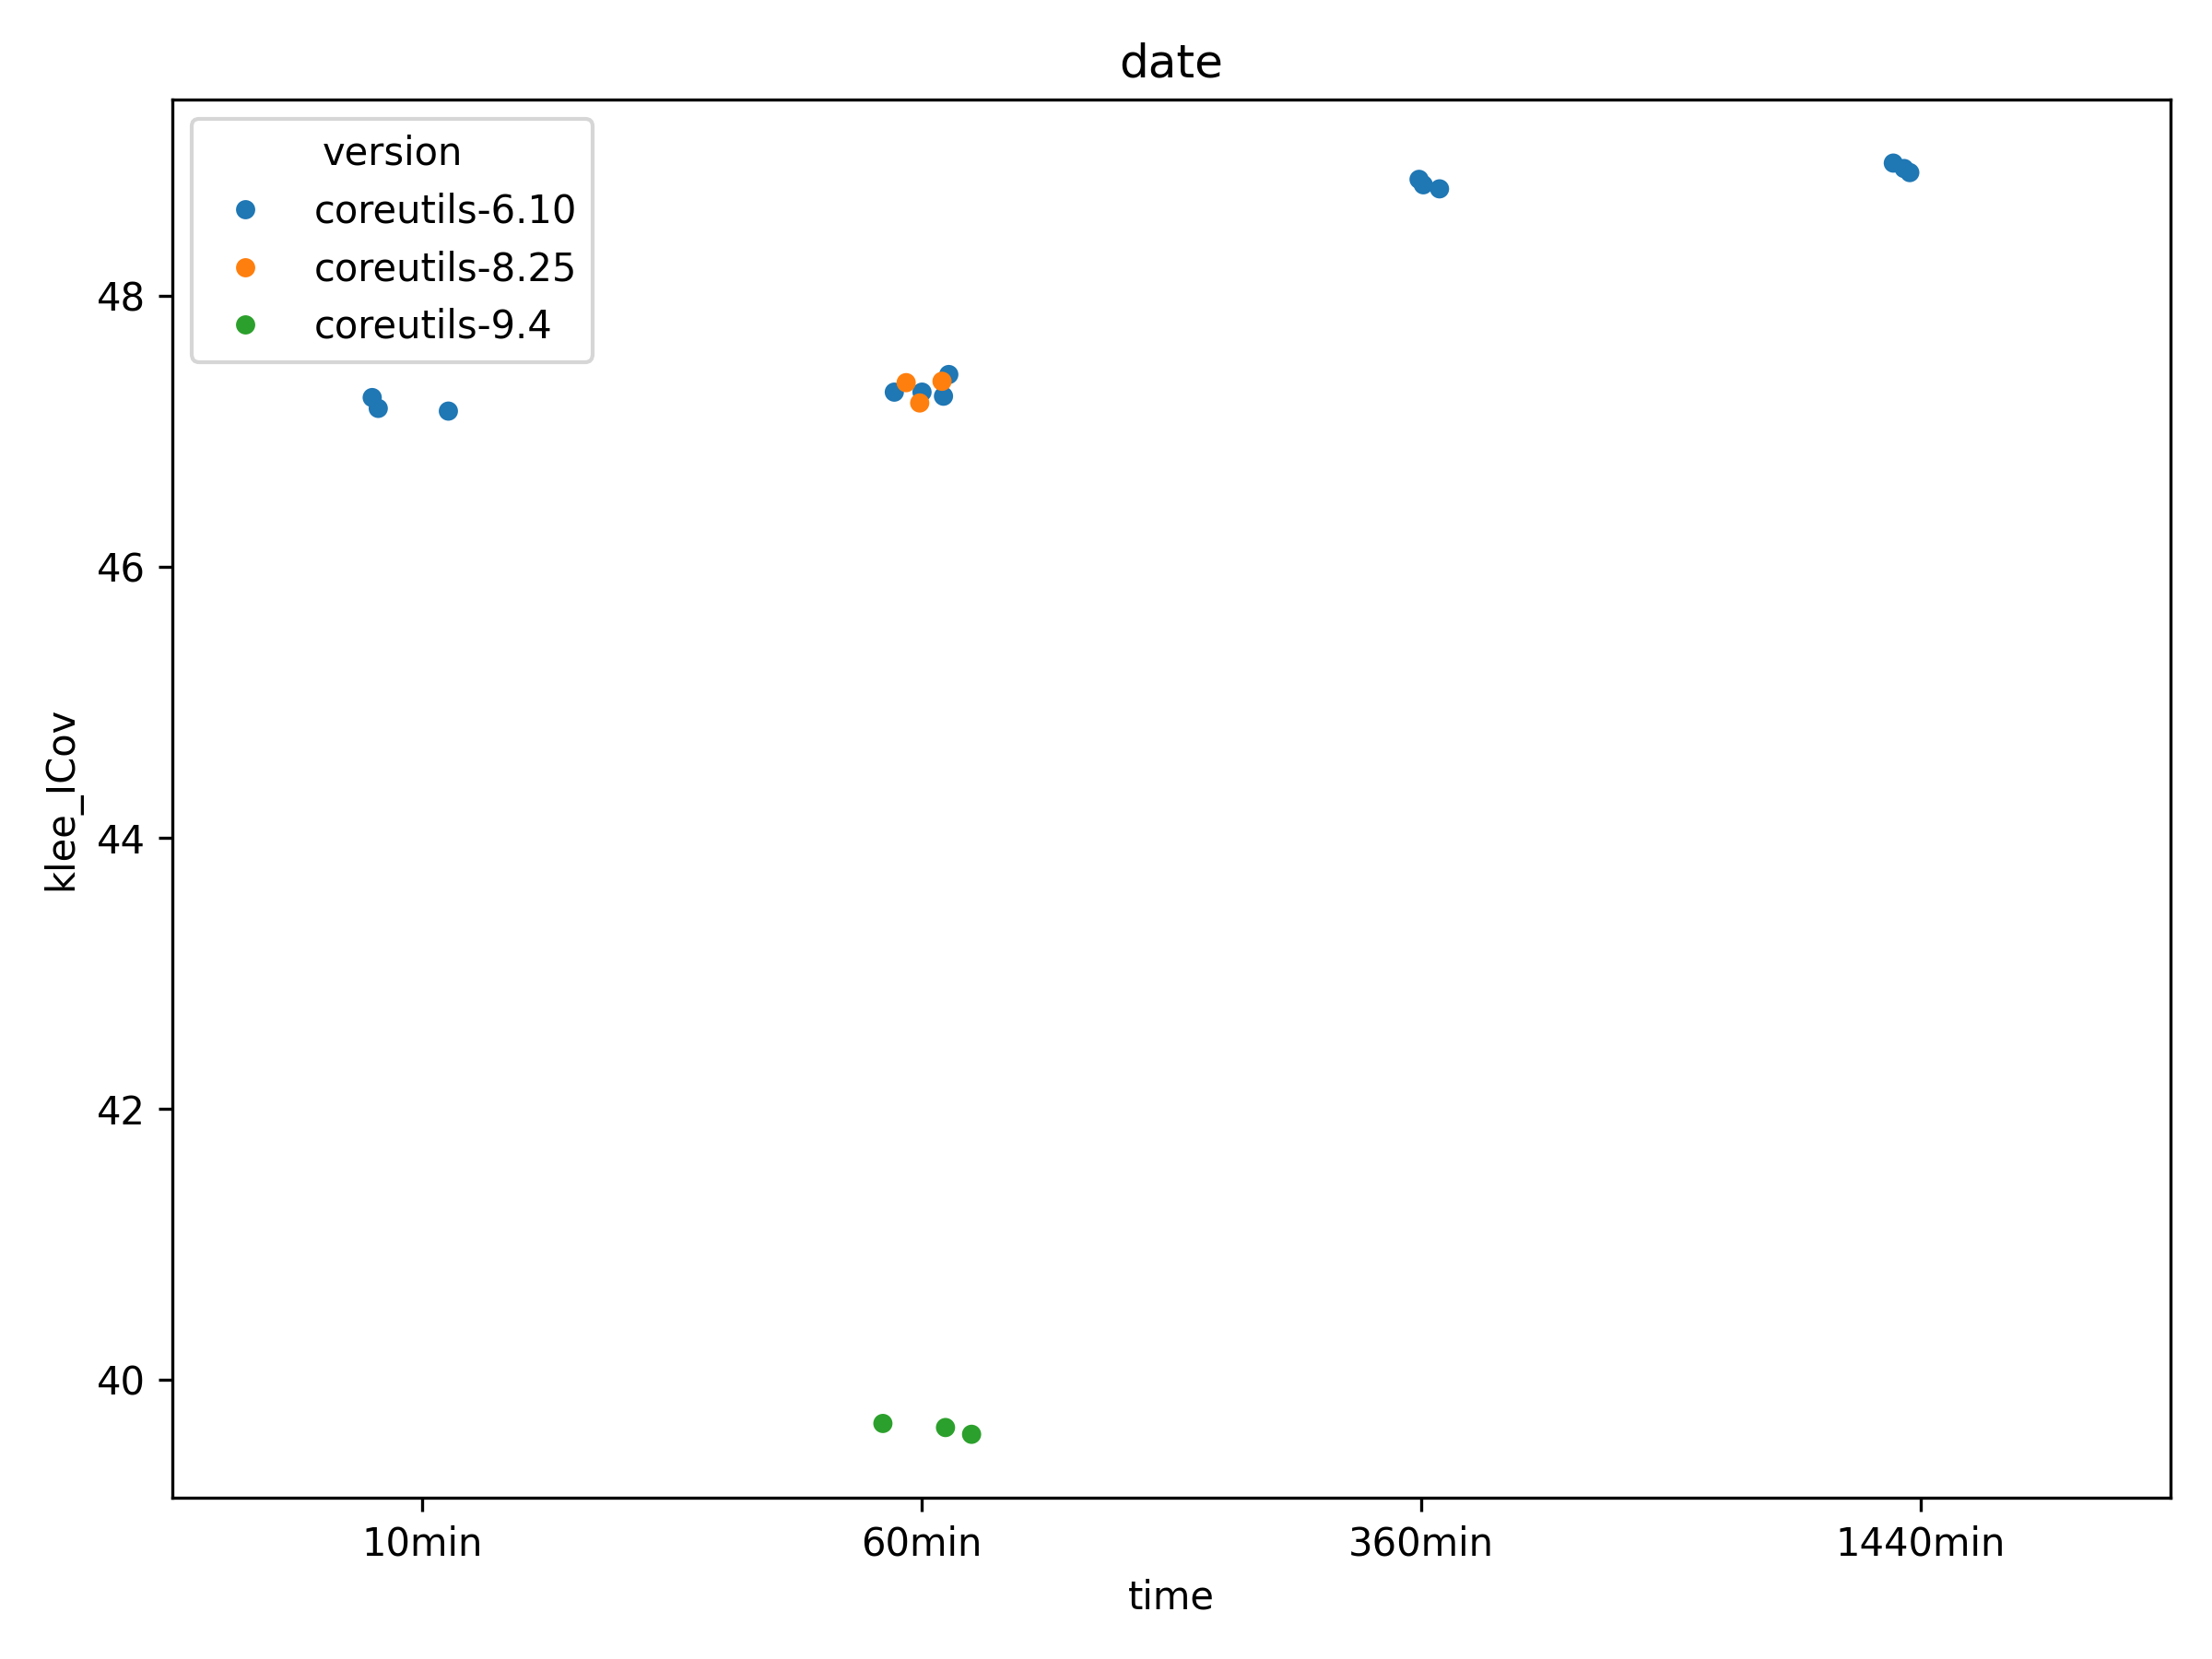 date
version
coreutils-6.10
coreutils-8.25
coreutils-9.4
48
46
44
42
40
klee_ICov
10min
60min
360min
1440min
time